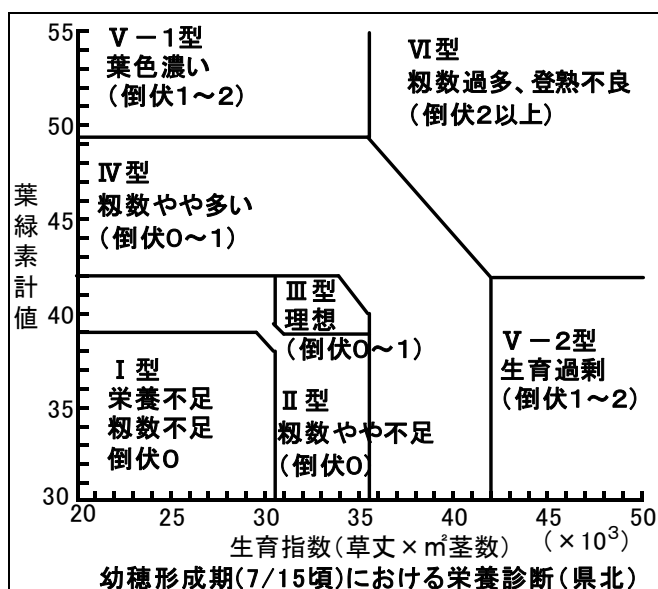 55
50
45
40
35
30
葉緑素計値
Ⅴ－1型
葉色濃い
(倒伏1～2)
Ⅵ型
籾数過多、登熟不良
(倒伏2以上)
Ⅳ型
籾数やや多い
(倒伏0～1)
Ⅲ型
理想
(倒伏0～1)
Ⅰ型
栄養不足
籾数不足
倒伏0
Ⅱ型
籾数やや不足
(倒伏0)
Ⅴ－2型
生育過剰
(倒伏1～2)
20 25 30 35 40 45 50
生育指数(草丈×㎡茎数) (×10³)
幼穂形成期(7/15頃)における栄養診断(県北)